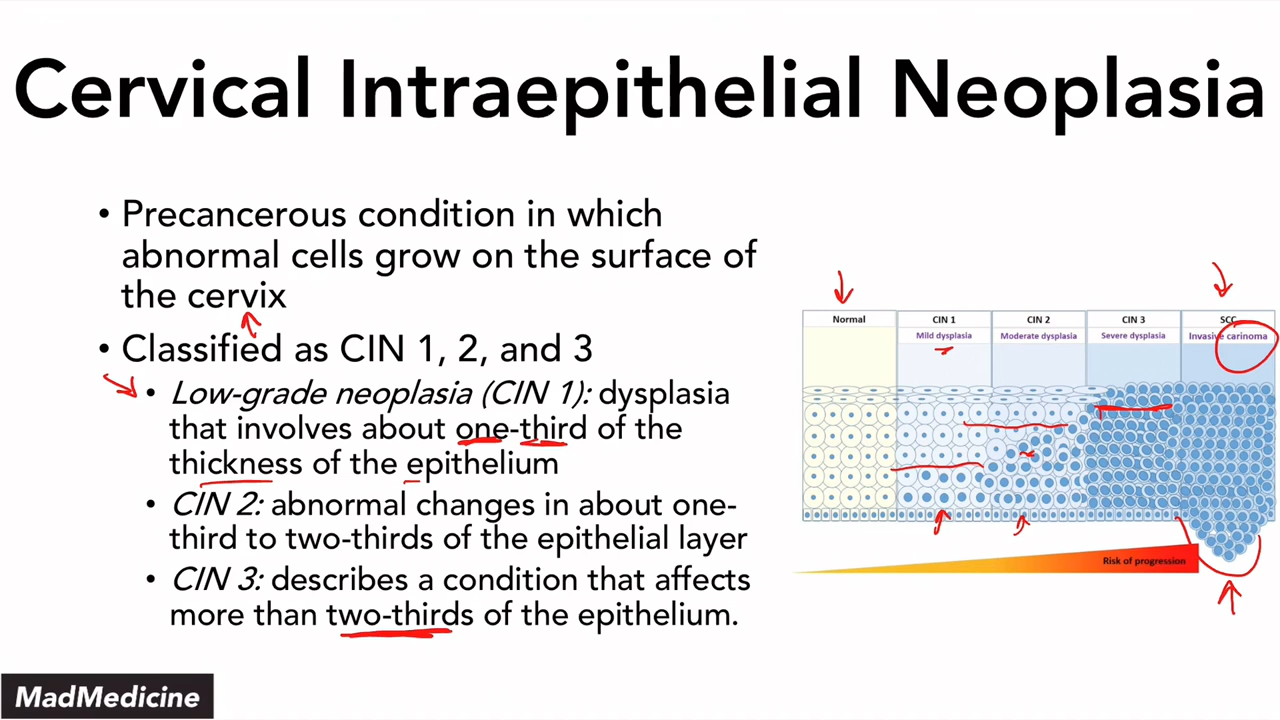 Cervical Intraepithelial Neoplasia
• Precancerous condition in which
abnormal cells grow on the surface of
the cervix
• Classified as CIN 1, 2, and 3
• Low-grade neoplasia (CIN 1): dysplasia
that involves about one-third of the
thickness of the epithelium
• CIN 2: abnormal changes in about one-
third to two-thirds of the epithelial layer
• CIN 3: describes a condition that affects
more than two-thirds of the epithelium.
Normal
CIN 1
CIN 2
CIN 3
SCC
Mild dysplasia
Moderate dysplasia
Severe dysplasia
Invasive carinoma
Risk of progression
MadMedicine